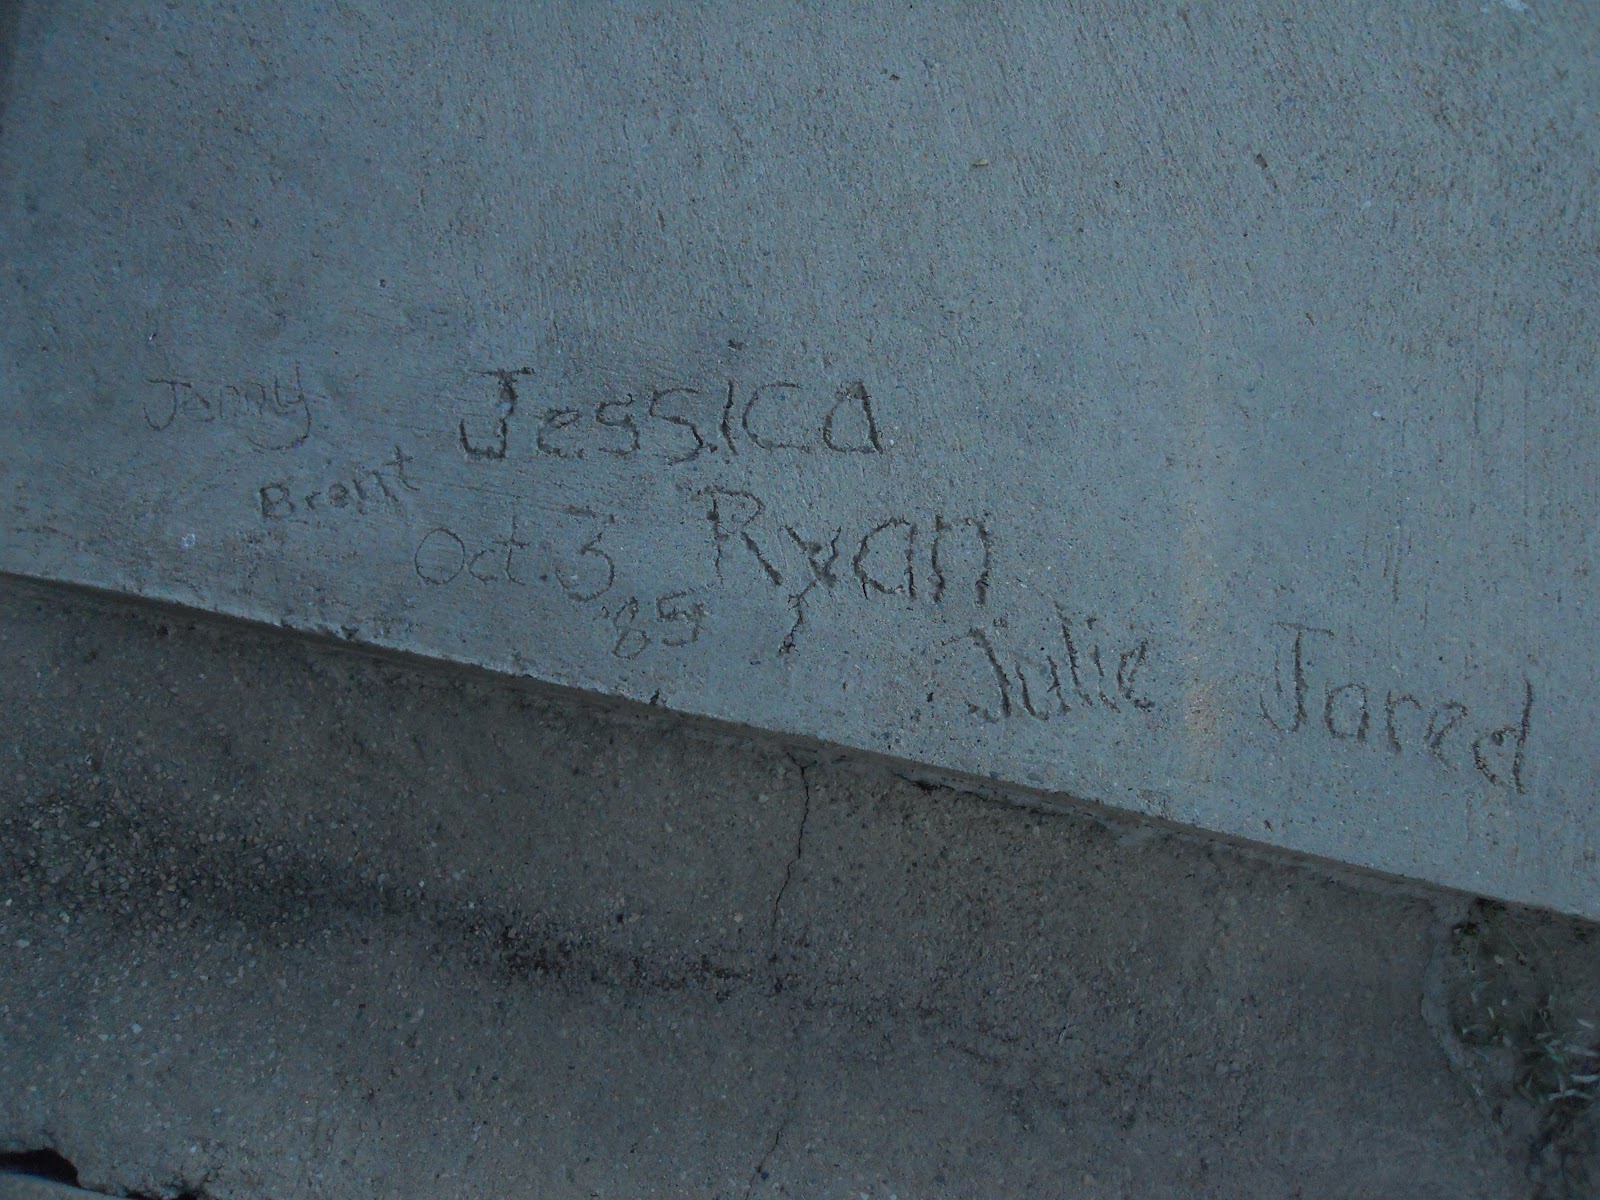 Jenny Jessica
Brent
Oct. 3 Ryan
'85
Julie Jared